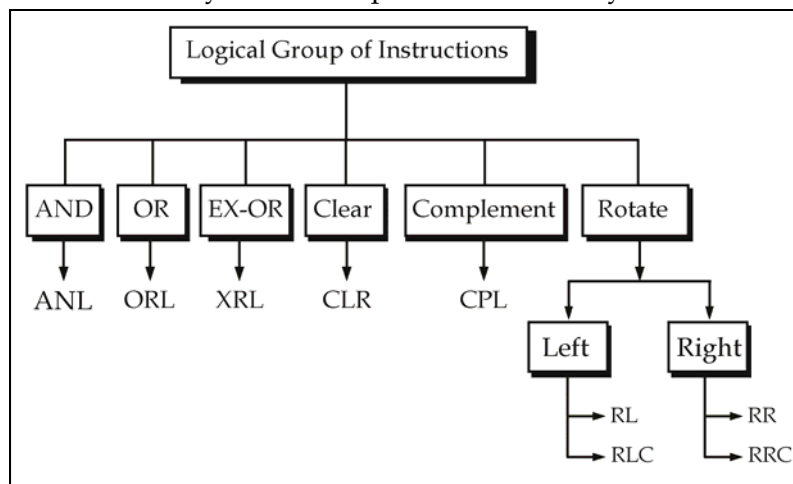 Logical Group of Instructions
AND OR EX-OR Clear Complement Rotate
ANL ORL XRL CLR CPL
Left Right
RL RR
RLC RRC